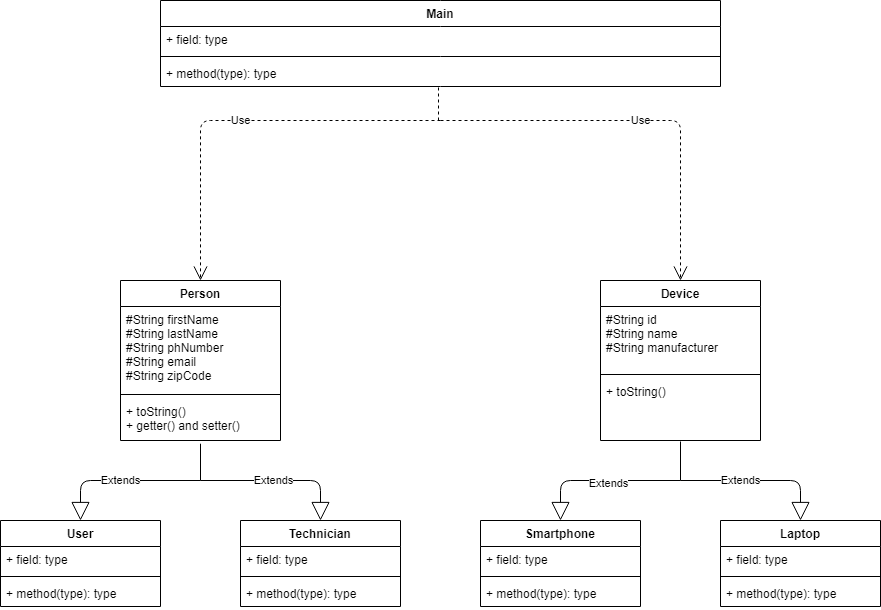 Main
+ field: type
+ method(type): type
Use
Use
Person
#String firstName
#String lastName
#String phNumber
#String email
#String zipCode
+ toString()
+ getter() and setter()
Device
#String id
#String name
#String manufacturer
+ toString()
Extends
Extends
Extends
Extends
User
+ field: type
+ method(type): type
Technician
+ field: type
+ method(type): type
Smartphone
+ field: type
+ method(type): type
Laptop
+ field: type
+ method(type): type